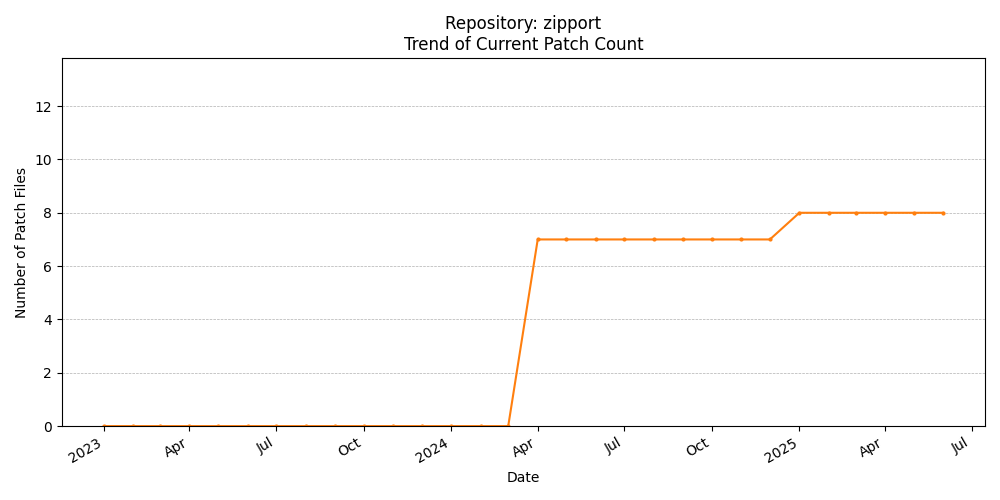 Repository: zipport
Trend of Current Patch Count
Number of Patch Files
12
10
8
6
4
2
0
2023
Apr
Jul
Oct
2024
Apr
Jul
Oct
2025
Apr
Jul
Date